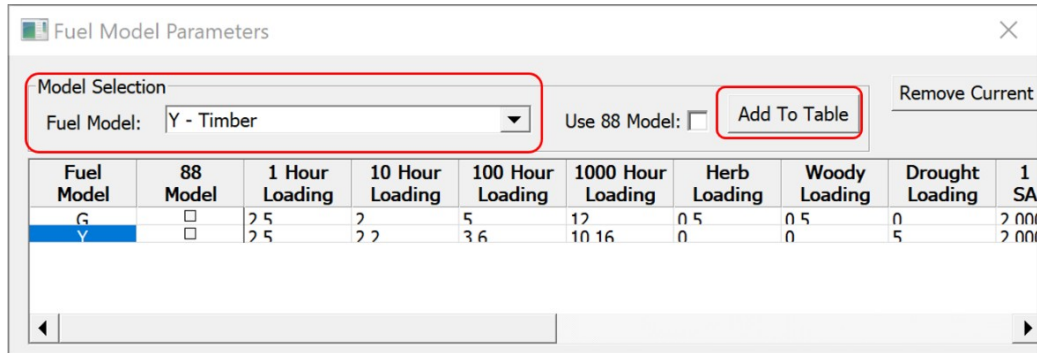 Fuel Model Parameters
Model Selection
Fuel Model: Y - Timber Use 88 Model: Add To Table Remove Current
Fuel Model 88 Model 1 Hour Loading 10 Hour Loading 100 Hour Loading 1000 Hour Loading Herb Loading Woody Loading Drought Loading 1 SA
G 2.5 2 5 12 0.5 0.5 0 2,000
Y 2.5 2.2 3.6 10.16 0 0 5 2,000